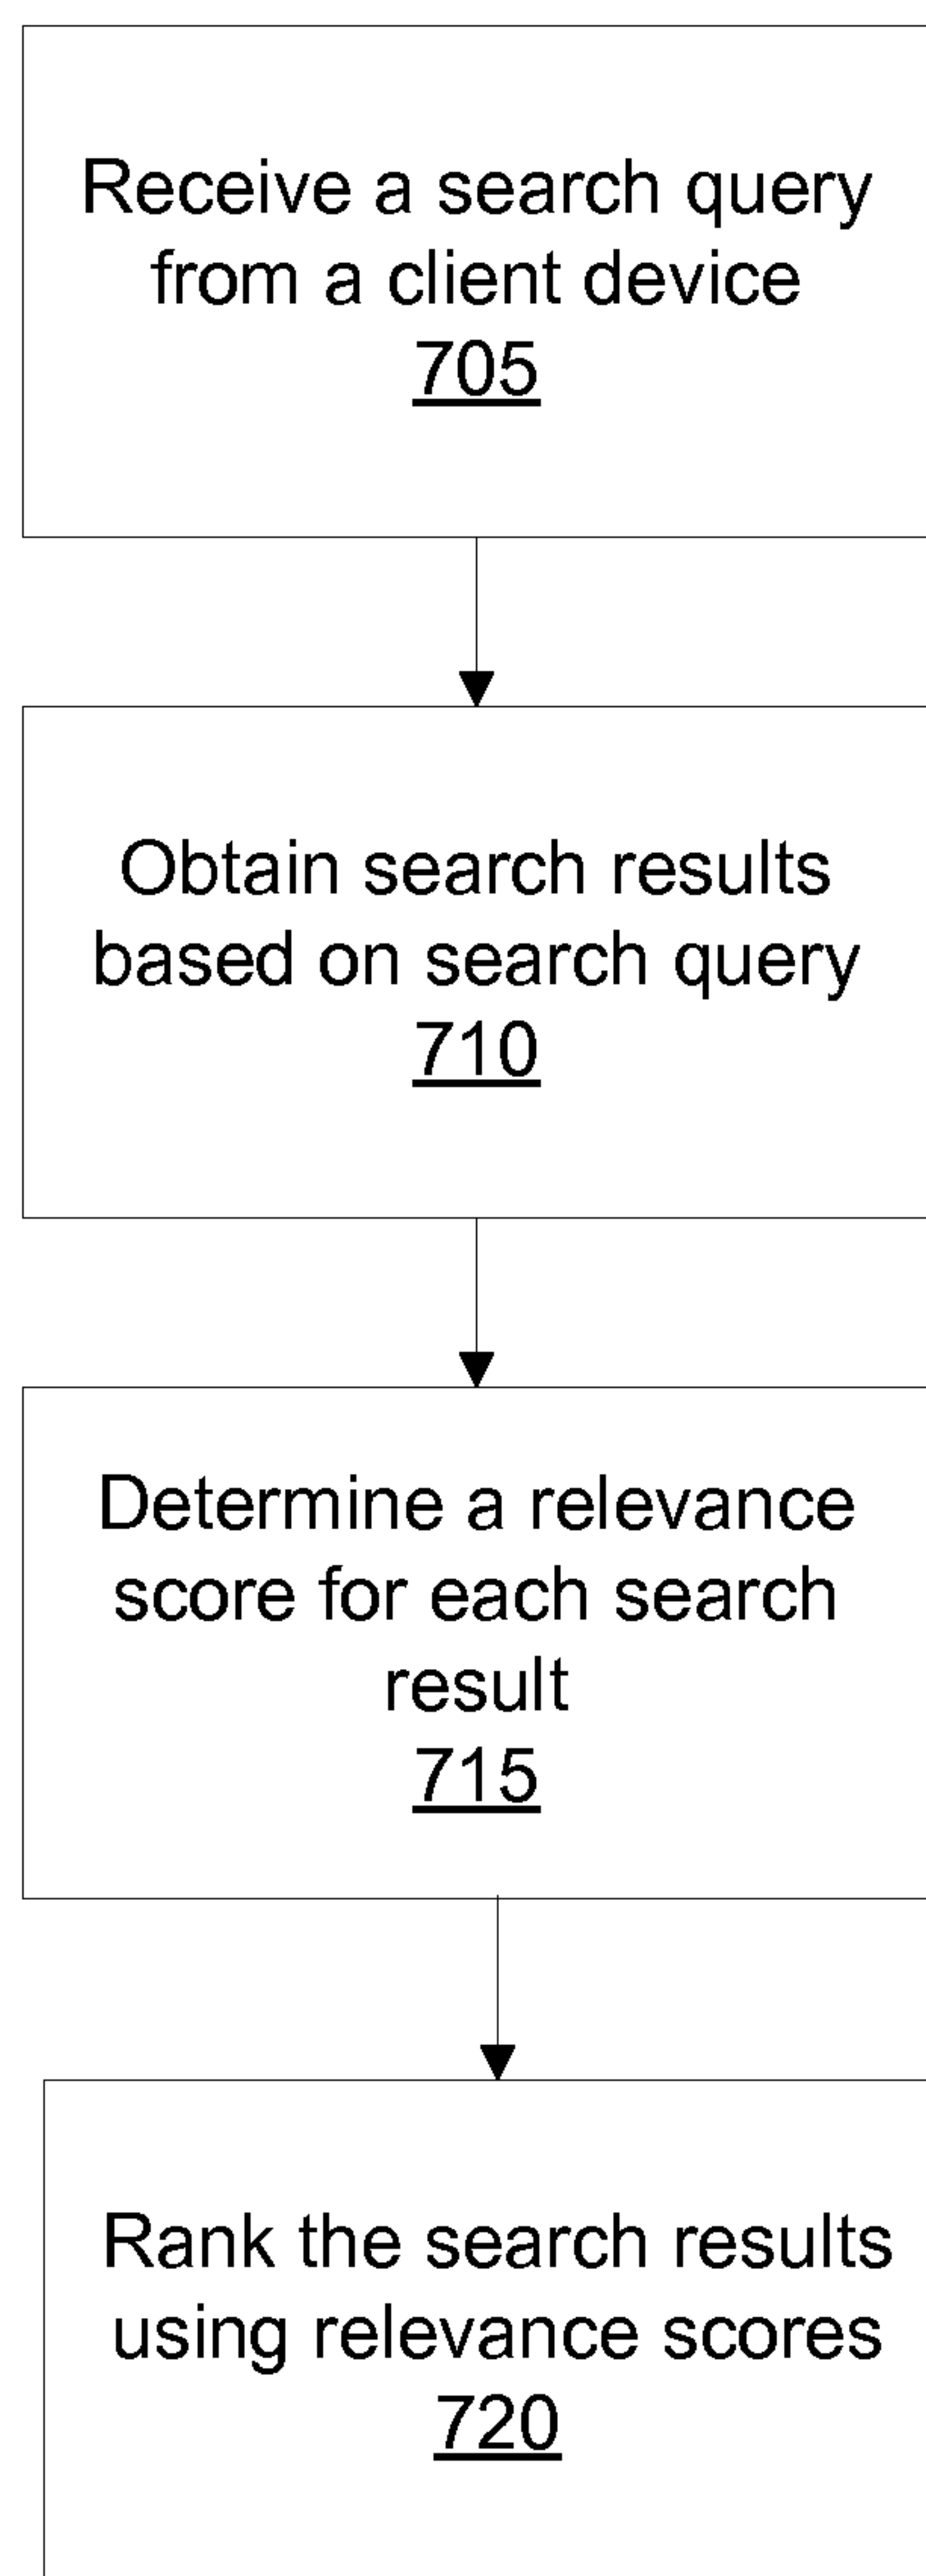 Receive a search query
from a client device
705
Obtain search results
based on search query
710
Determine a relevance
score for each search
result
715
Rank the search results
using relevance scores
720